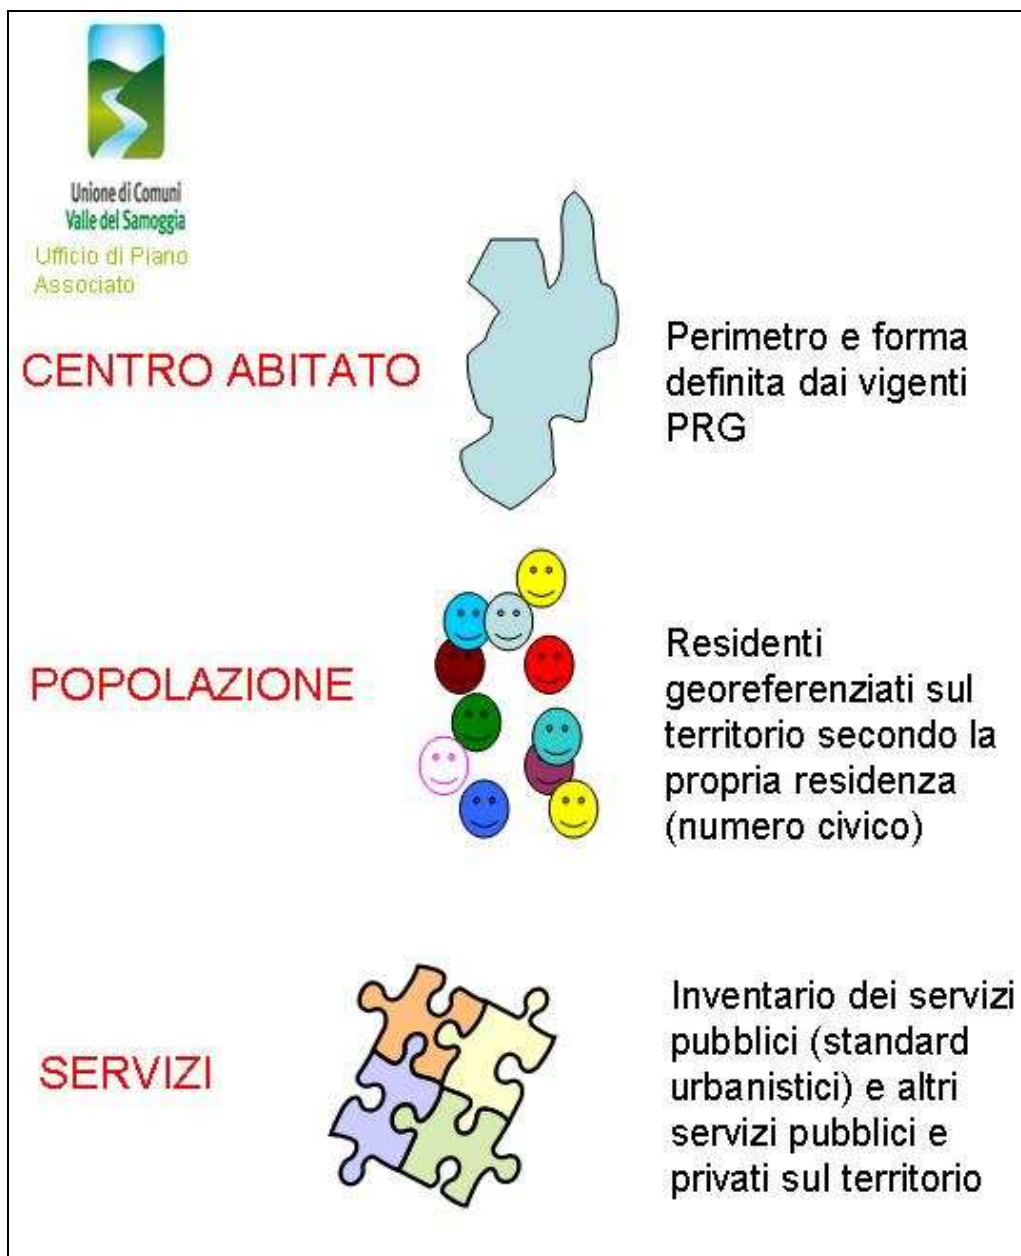 Unione di Comuni
Valle del Samoggia
Ufficio di Piano
Associato
CENTRO ABITATO
Perimetro e forma
definita dai vigenti
PRG
POPOLAZIONE
Residenti
georeferenziati sul
territorio secondo la
propria residenza
(numero civico)
SERVIZI
Inventario dei servizi
pubblici (standard
urbanistici) e altri
servizi pubblici e
privati sul territorio